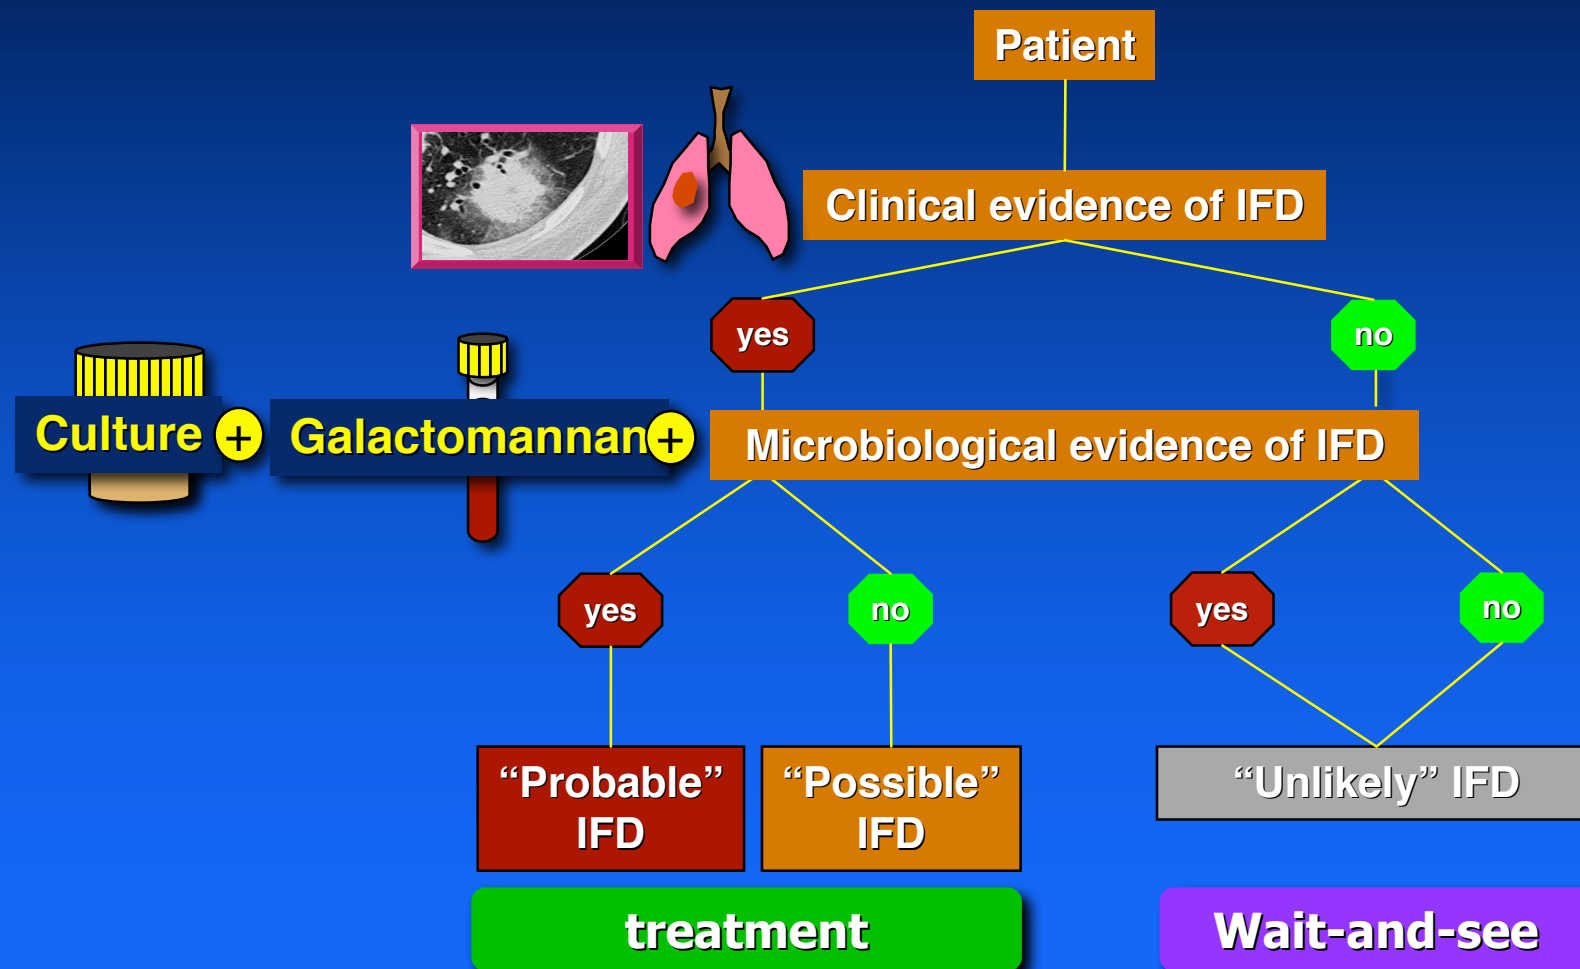 Patient
Clinical evidence of IFD
yes
no
Culture
+
Galactomannan
+
Microbiological evidence of IFD
yes
no
yes
no
“Probable”
IFD
“Possible”
IFD
“Unlikely” IFD
treatment
Wait-and-see